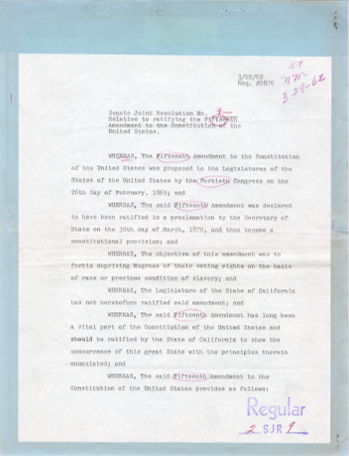 3/28/62
Req. #0876
3-29-62
Senate Joint Resolution No. 9
Relative to ratifying the Fifteenth
Amendment to the Constitution of the
United States.
WHEREAS, The Fifteenth Amendment to the Constitution
of the United States was proposed to the Legislatures of the
States of the United States by the Fortieth Congress on the
26th day of February, 1869; and
WHEREAS, The said Fifteenth Amendment was declared
to have been ratified in a proclamation by the Secretary of
State on the 30th day of March, 1870, and thus became a
constitutional provision; and
WHEREAS, The objective of this amendment was to
forbid depriving Negroes of their voting rights on the basis
of race or previous condition of slavery; and
WHEREAS, The Legislature of the State of California
has not heretofore ratified said amendment; and
WHEREAS, The said Fifteenth Amendment has long been
a vital part of the Constitution of the United States and
should be ratified by the State of California to show the
concurrence of this great State with the principles therein
enunciated; and
WHEREAS, The said Fifteenth Amendment to the
Constitution of the United States provides as follows:
Regular
2 SJR 9